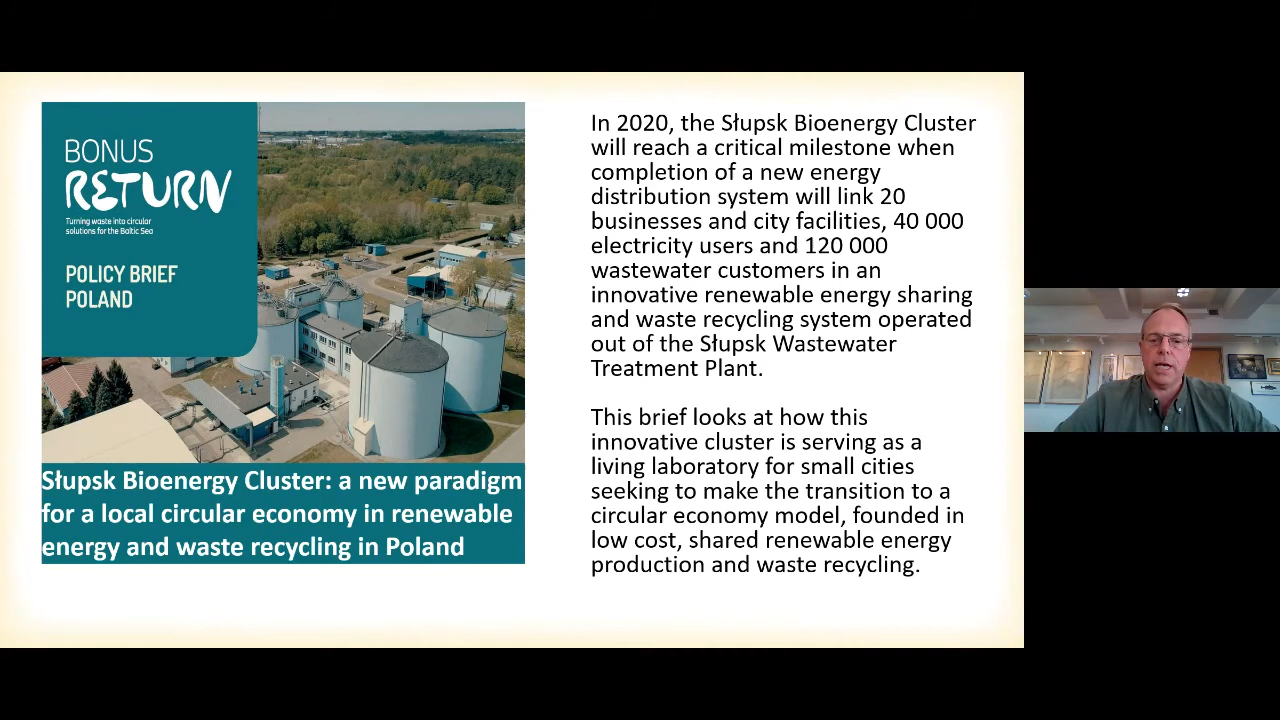 BONUS
RETURN
Turning waste into circular
solutions for the Baltic Sea
POLICY BRIEF
POLAND
Słupsk Bioenergy Cluster: a new paradigm
for a local circular economy in renewable
energy and waste recycling in Poland
In 2020, the Słupsk Bioenergy Cluster
will reach a critical milestone when
completion of a new energy
distribution system will link 20
businesses and city facilities, 40 000
electricity users and 120 000
wastewater customers in an
innovative renewable energy sharing
and waste recycling system operated
out of the Słupsk Wastewater
Treatment Plant.
This brief looks at how this
innovative cluster is serving as a
living laboratory for small cities
seeking to make the transition to a
circular economy model, founded in
low cost, shared renewable energy
production and waste recycling.